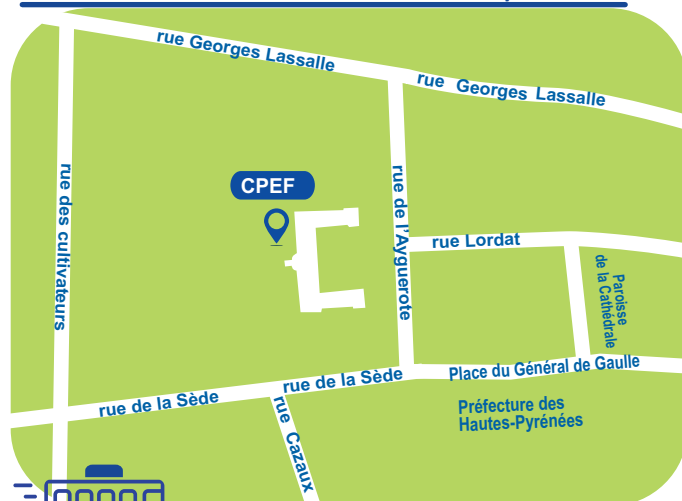 rue Georges Lassalle
rue Georges Lassalle
rue des cultivateurs
CPEF
rue de l'Ayguerote
rue Lordat
Paroisse
de la Cathédrale
Place du Général de Gaulle
rue de la Sède
rue de la Sède
Préfecture des
Hautes-Pyrénées
rue Cazaux